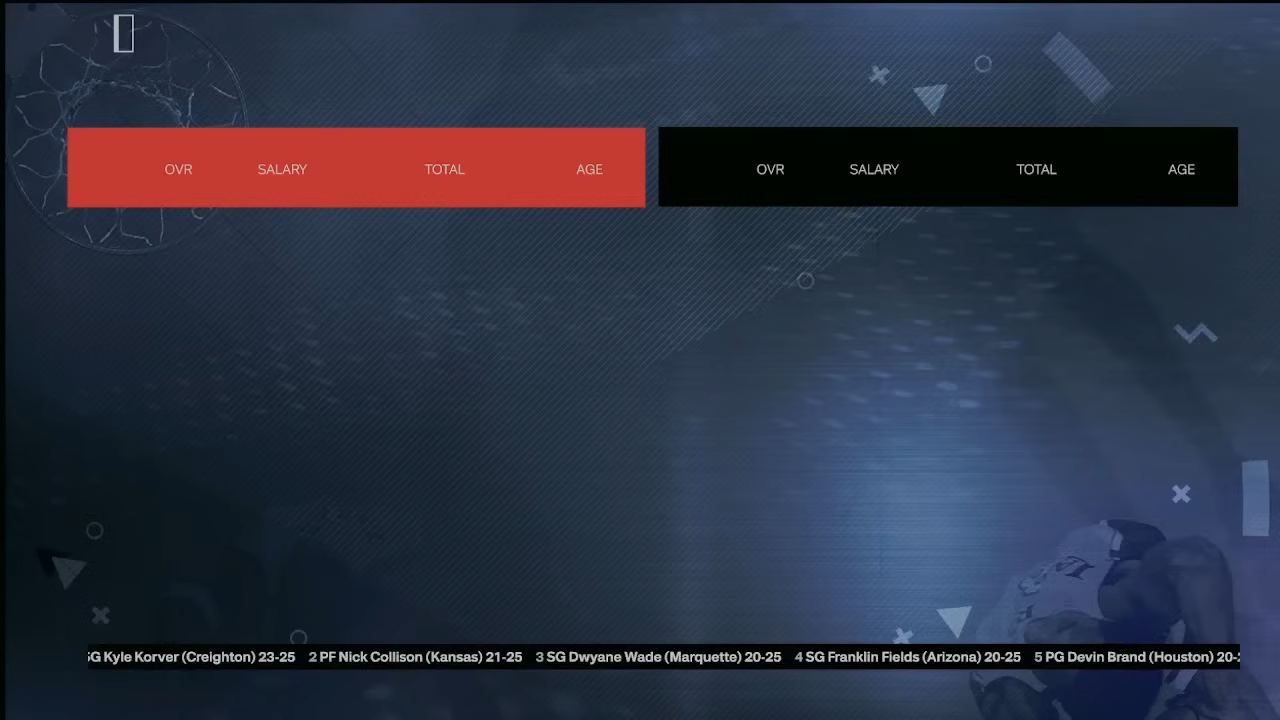 OVR SALARY TOTAL AGE OVR SALARY TOTAL AGE
SG Kyle Korver (Creighton) 23-25 2 PF Nick Collison (Kansas) 21-25 3 SG Dwyane Wade (Marquette) 20-25 4 SG Franklin Fields (Arizona) 20-25 5 PG Devin Brand (Houston)